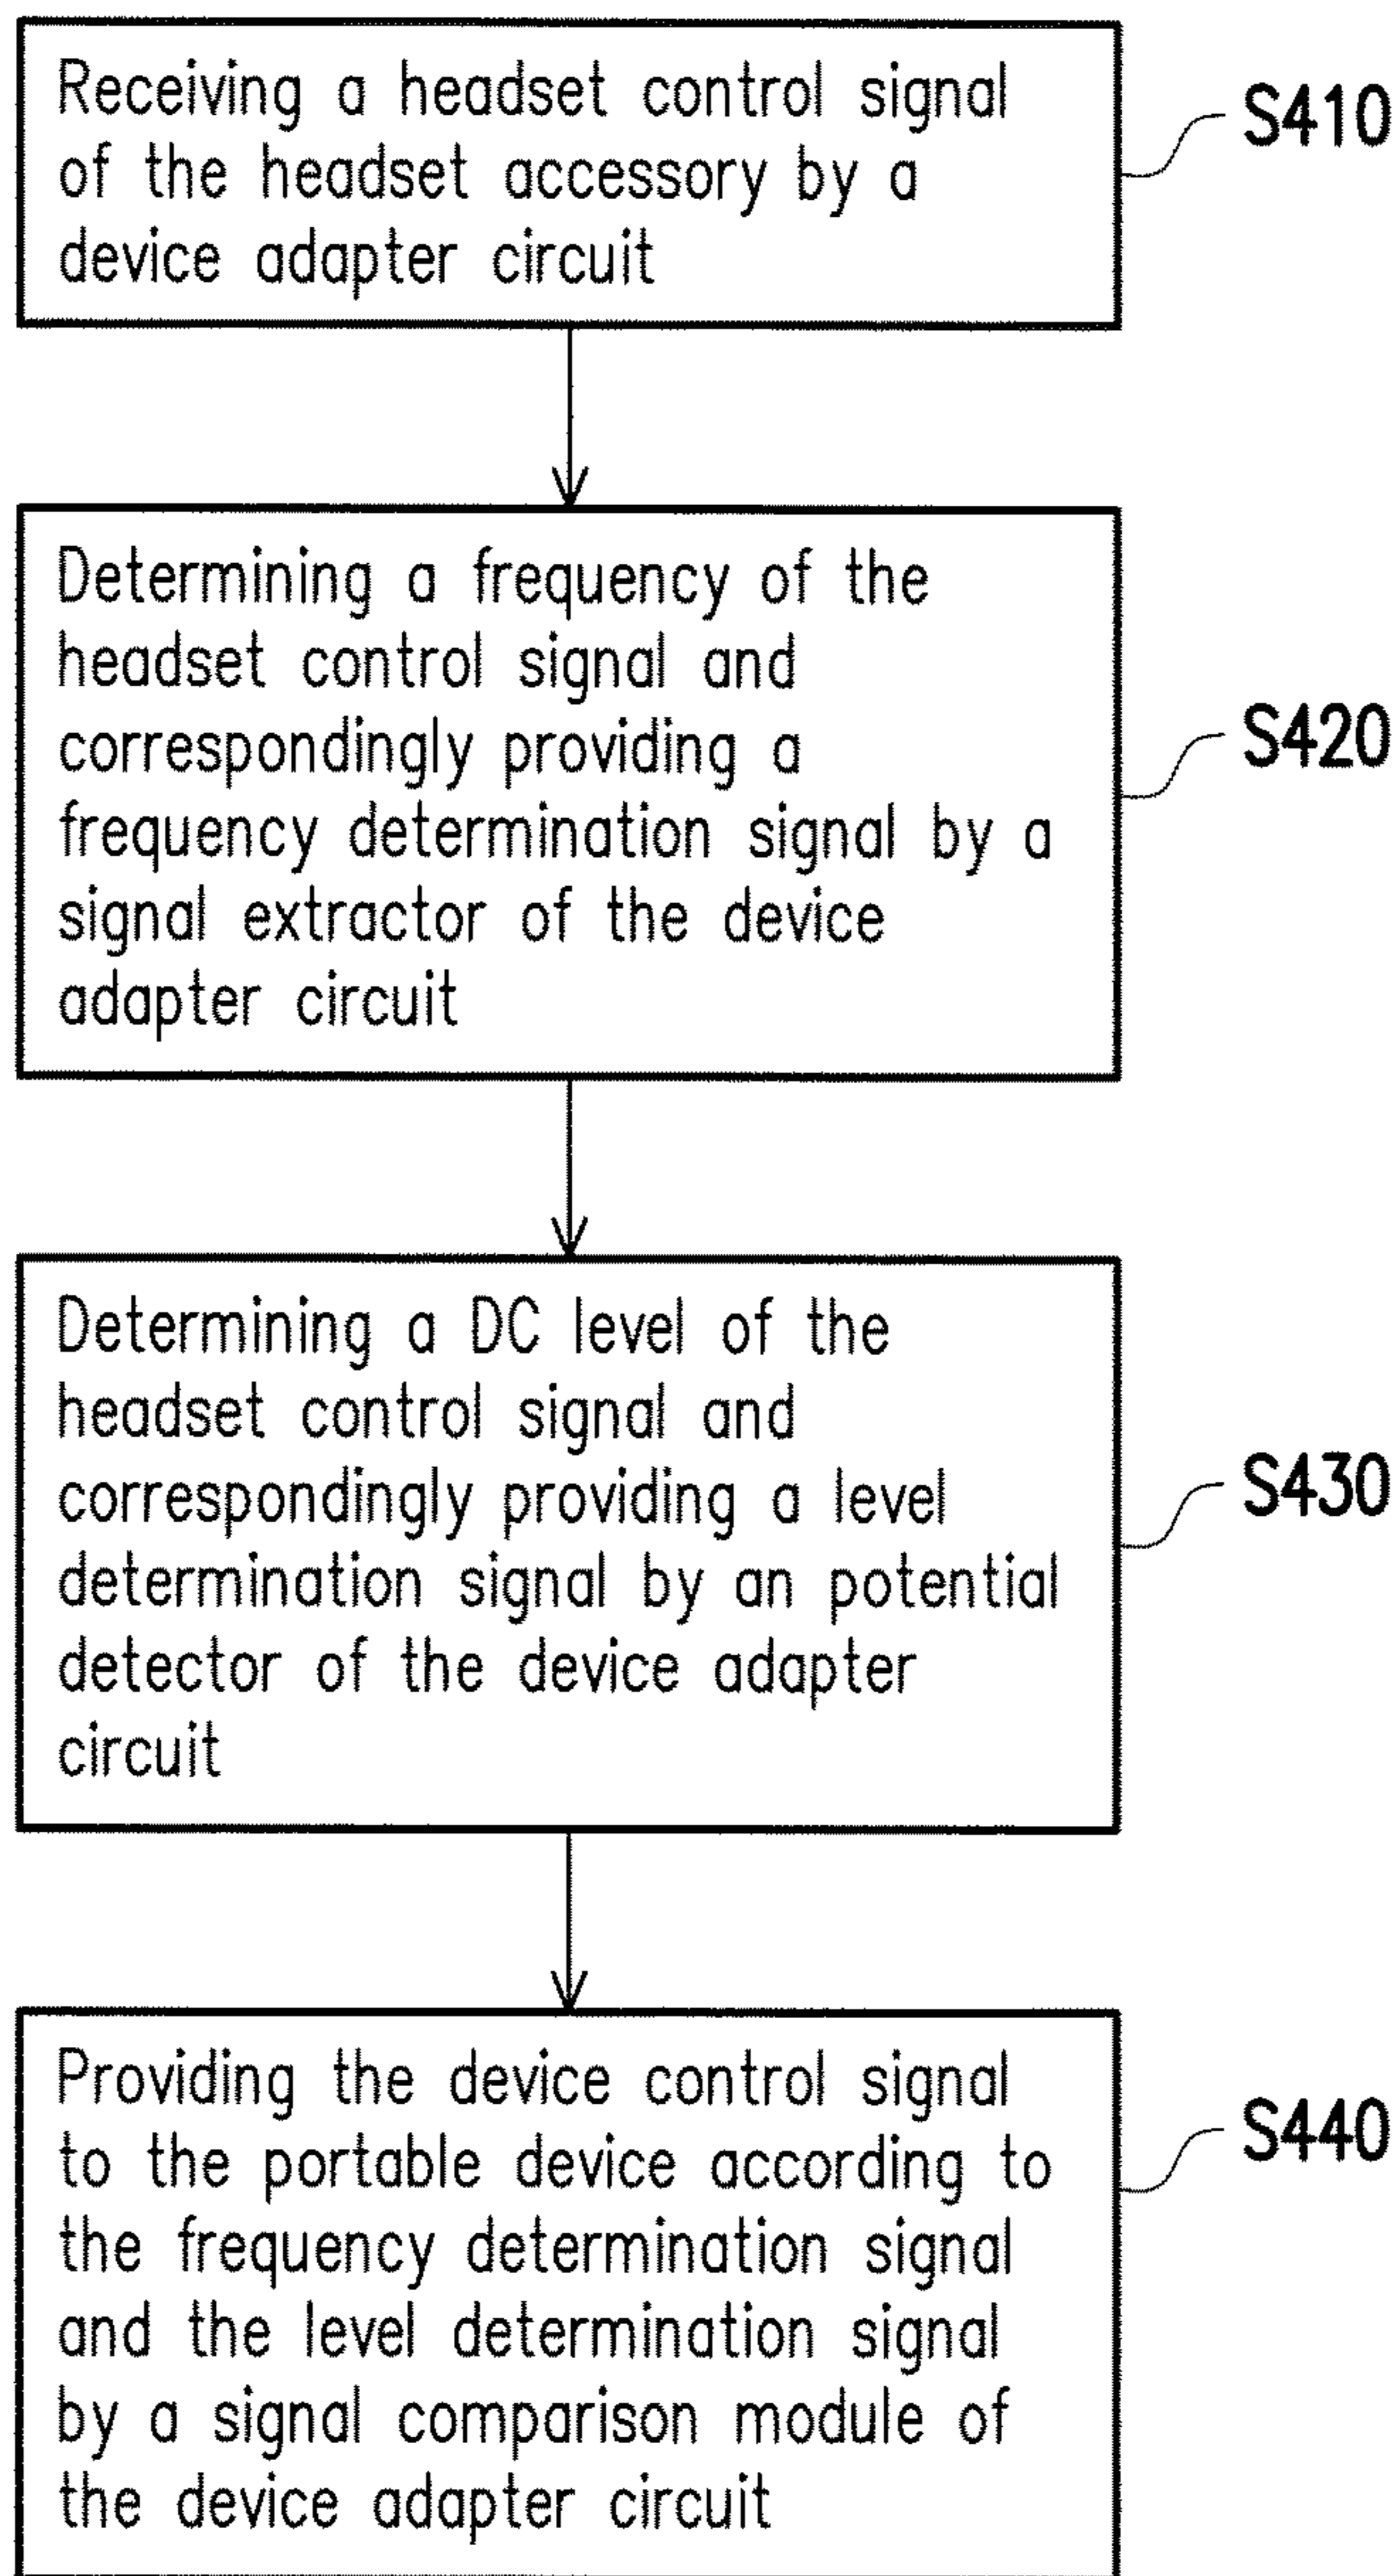 Receiving a headset control signal
of the headset accessory by a
device adapter circuit
S410
Determining a frequency of the
headset control signal and
correspondingly providing a
frequency determination signal by a
signal extractor of the device
adapter circuit
S420
Determining a DC level of the
headset control signal and
correspondingly providing a level
determination signal by an potential
detector of the device adapter
circuit
S430
Providing the device control signal
to the portable device according to
the frequency determination signal
and the level determination signal
by a signal comparison module of
the device adapter circuit
S440